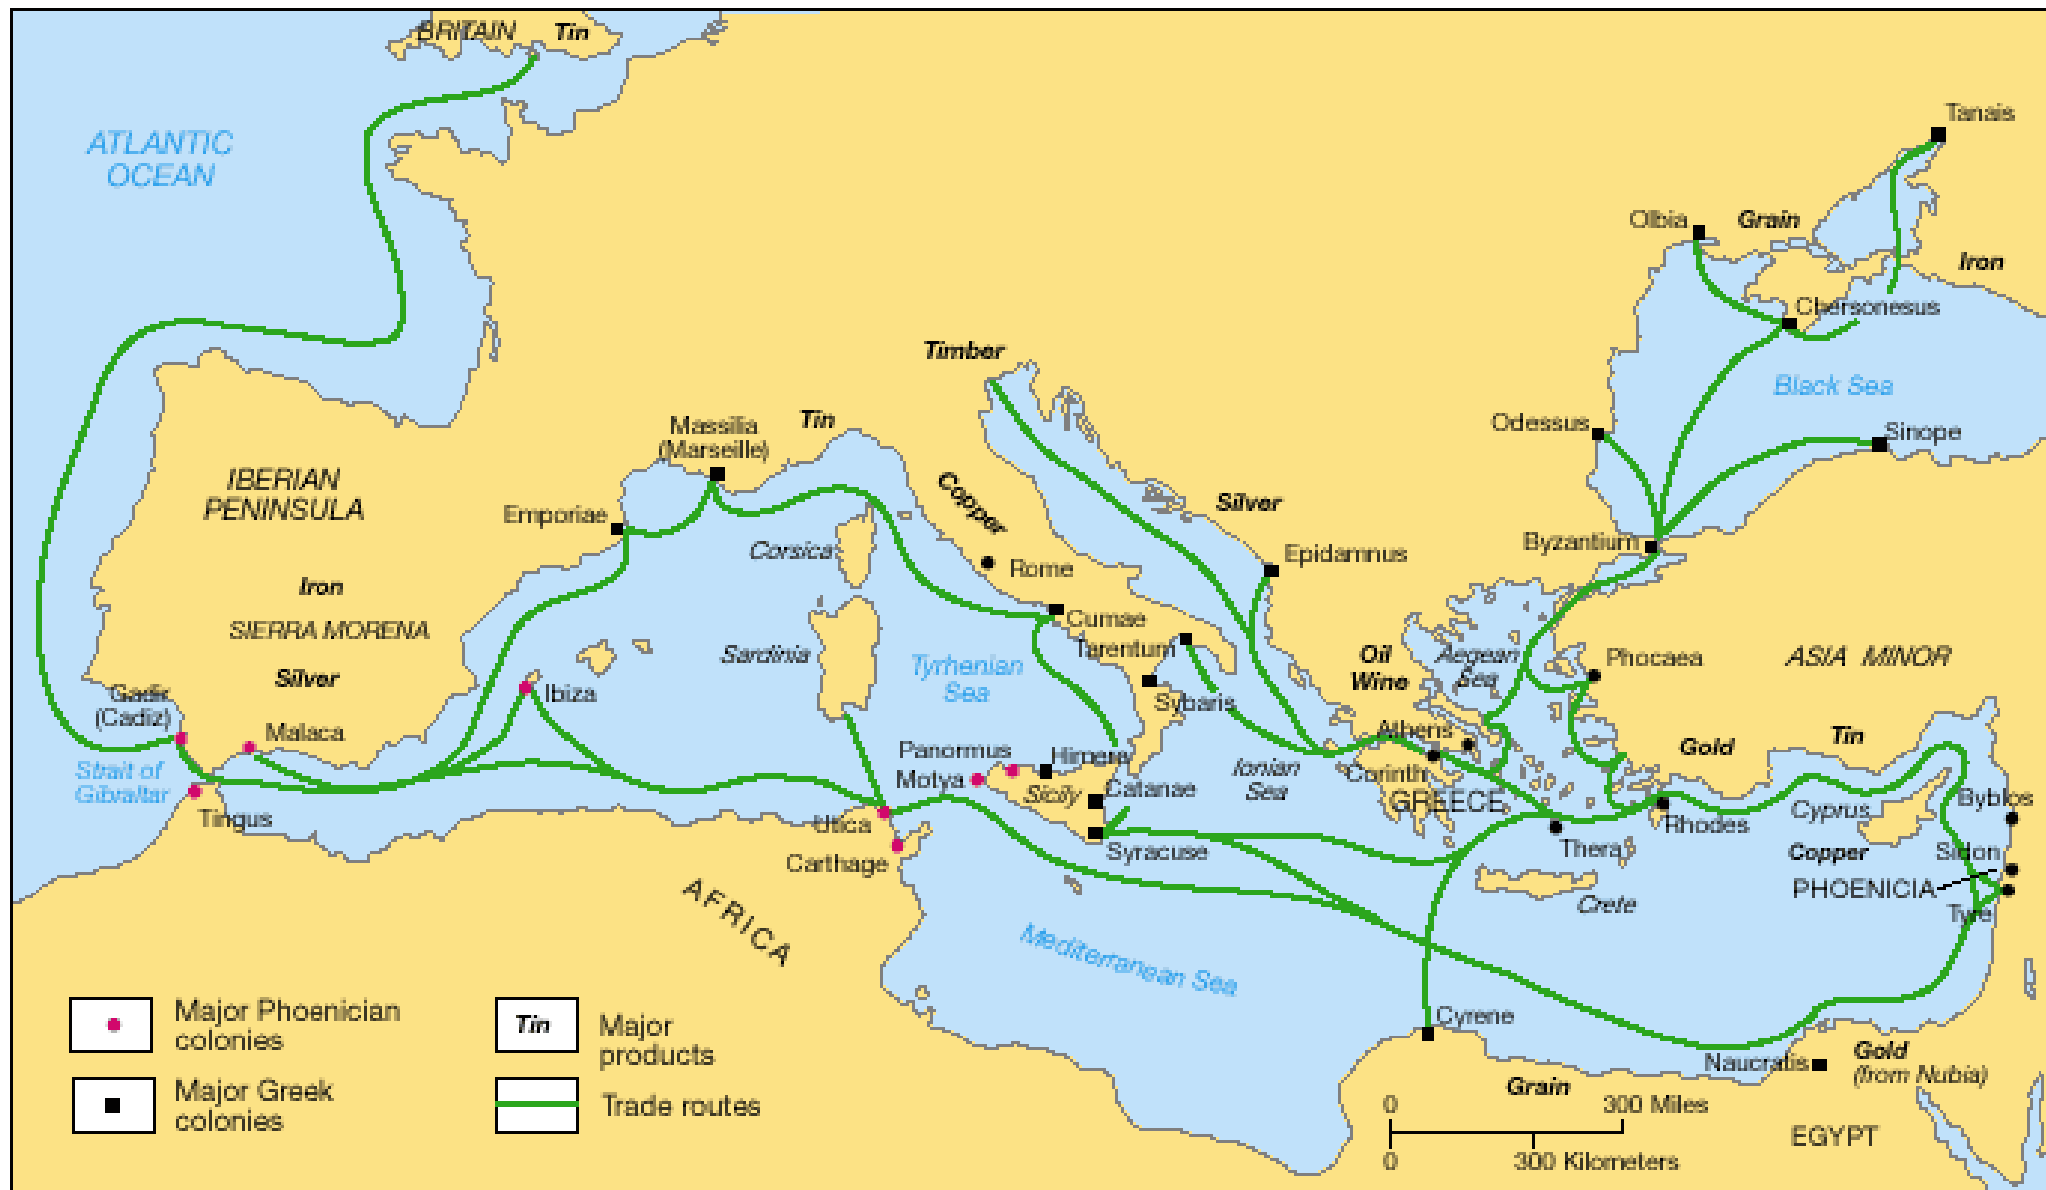 BRITAIN
Tin
ATLANTIC
OCEAN
Tanais
Olbia
Grain
Iron
Chersonesus
Black Sea
Timber
Odessus
Sinope
Massilia
(Marseille)
Tin
IBERIAN
PENINSULA
Emporiae
Copper
Silver
Corsica
Rome
Epidamnus
Byzantium
Iron
SIERRA MORENA
Silver
Cumae
Tarentum
Sardinia
Tyrrhenian
Sea
Oil
Wine
Aegean
Sea
Phocaea
ASIA MINOR
Gadir
(Cadiz)
Ibiza
Sybaris
Malaca
Athens
Gold
Tin
Panormus
Himera
Motya
Strait of
Gibraltar
Ionian
Sea
Corinth
Sicily
Catanae
GREECE
Cyprus
Byblos
Tingus
Utica
Rhodes
Carthage
Syracuse
Thera
Copper
Sidon
PHOENICIA
Tyre
Crete
AFRICA
Mediterranean Sea
Cyrene
Naucratis
Gold
(from Nubia)
Grain
EGYPT
Major Phoenician
colonies
Major Greek
colonies
Tin
Major
products
Trade routes
0
300 Miles
0
300 Kilometers